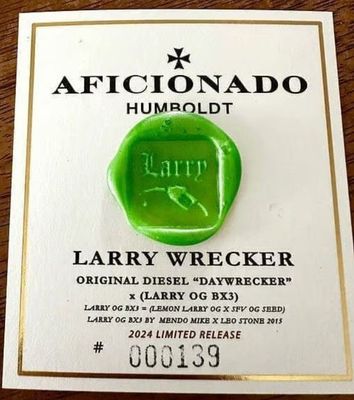 AFICIONADO
HUMBOLDT
Larry
LARRY WRECKER
ORIGINAL DIESEL "DAYWRECKER"
x (LARRY OG BX3)
LARRY OG BX3 = (LEMON LARRY OG X SFV OG SEED)
LARRY OG BX3 BY MENDO MIKE X LEO STONE 2015
2024 LIMITED RELEASE
# 000139